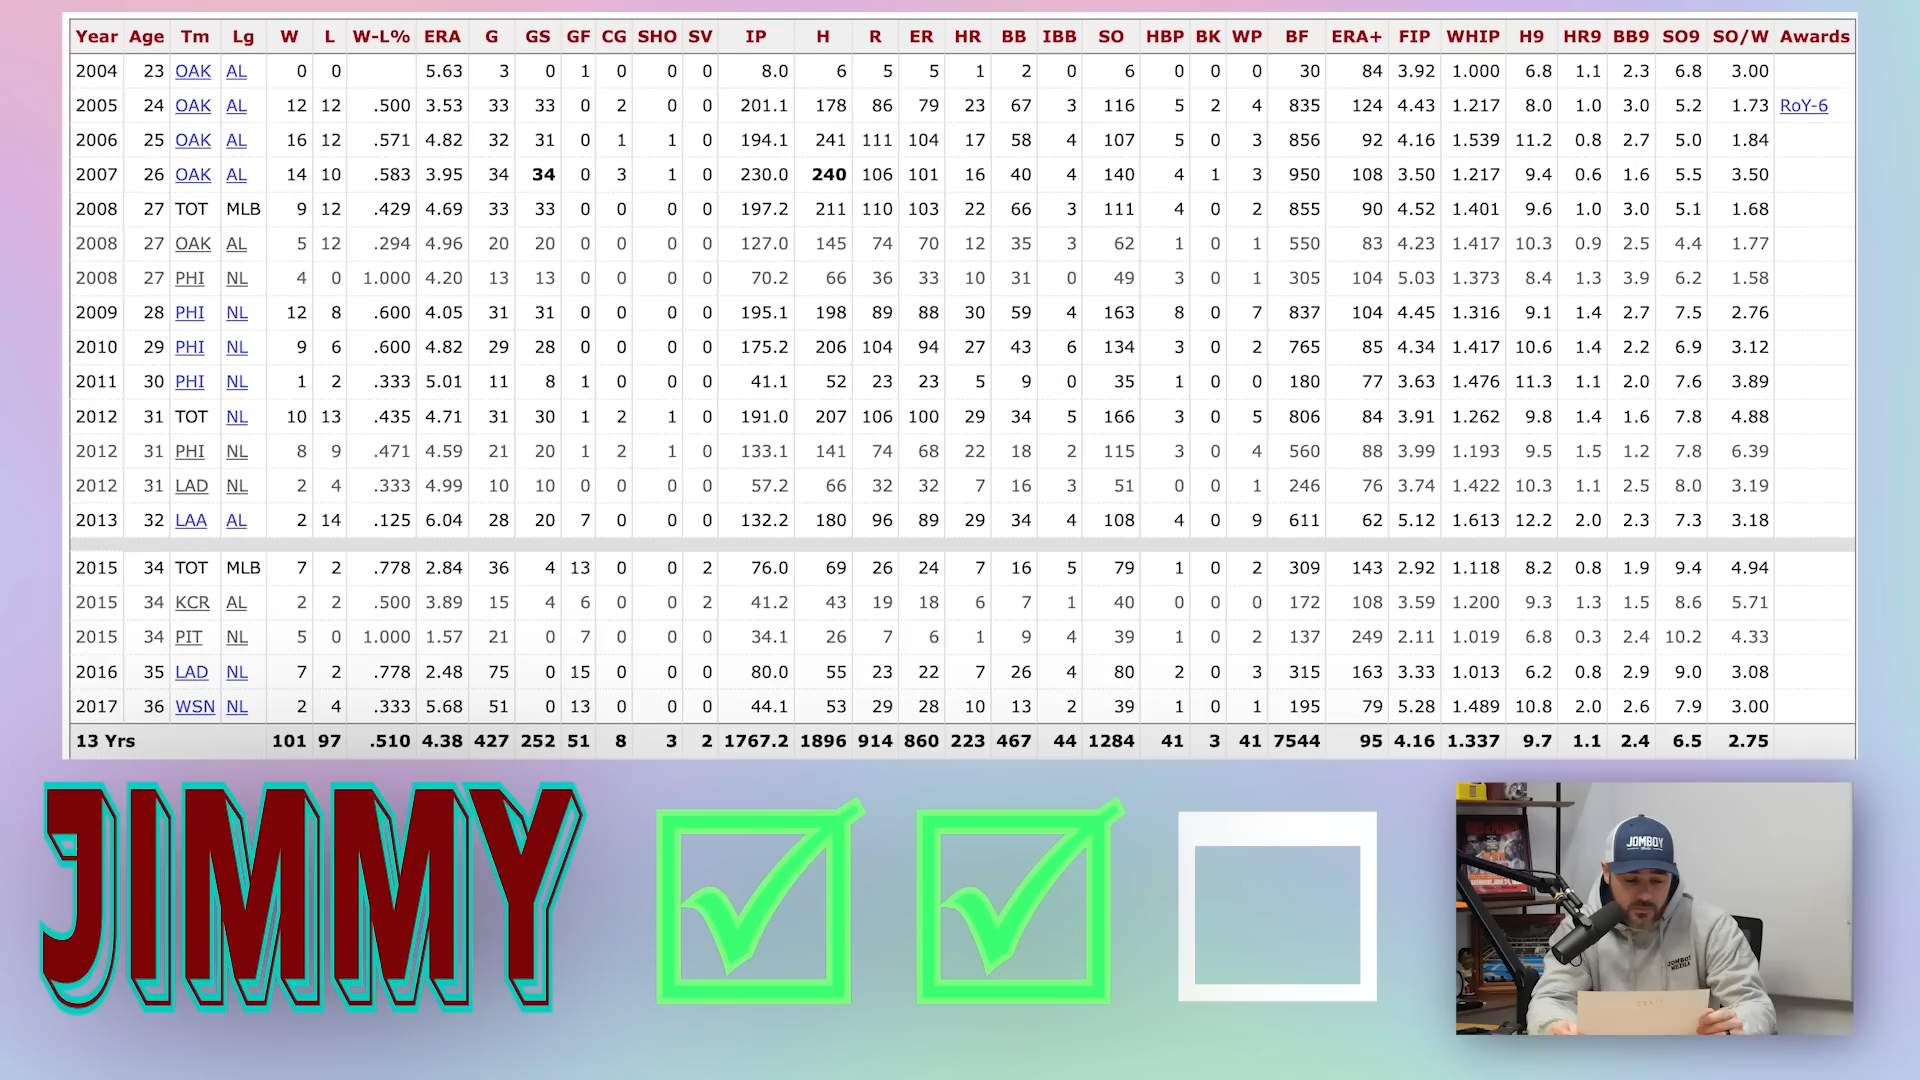 Year Age Tm Lg W L W-L% ERA G GS GF CG SHO SV IP H R ER HR BB IBB SO HBP BK WP BF ERA+ FIP WHIP H9 HR9 BB9 SO9 SO/W Awards
2004 23 OAK AL 0 0 5.63 3 0 1 0 0 0 8.0 6 5 5 1 2 0 6 0 0 0 30 84 3.92 1.000 6.8 1.1 2.3 6.8 3.00
2005 24 OAK AL 12 12 .500 3.53 33 33 0 2 0 0 201.1 178 86 79 23 67 3 116 5 2 4 835 124 4.43 1.217 8.0 1.0 3.0 5.2 1.73 RoY-6
2006 25 OAK AL 16 12 .571 4.82 32 31 0 1 1 0 194.1 241 111 104 17 58 4 107 5 0 3 856 92 4.16 1.539 11.2 0.8 2.7 5.0 1.84
2007 26 OAK AL 14 10 .583 3.95 34 34 0 3 1 0 230.0 240 106 101 16 40 4 140 4 1 3 950 108 3.50 1.217 9.4 0.6 1.6 5.5 3.50
2008 27 TOT MLB 9 12 .429 4.69 33 33 0 0 0 0 197.2 211 110 103 22 66 3 111 4 0 2 855 90 4.52 1.401 9.6 1.0 3.0 5.1 1.68
2008 27 OAK AL 5 12 .294 4.96 20 20 0 0 0 0 127.0 145 74 70 12 35 3 62 1 0 1 550 83 4.23 1.417 10.3 0.9 2.5 4.4 1.77
2008 27 PHI NL 4 0 1.000 4.20 13 13 0 0 0 0 70.2 66 36 33 10 31 0 49 3 0 1 305 104 5.03 1.373 8.4 1.3 3.9 6.2 1.58
2009 28 PHI NL 12 8 .600 4.05 31 31 0 0 0 0 195.1 198 89 88 30 59 4 163 8 0 7 837 104 4.45 1.316 9.1 1.4 2.7 7.5 2.76
2010 29 PHI NL 9 6 .600 4.82 29 28 0 0 0 0 175.2 206 104 94 27 43 6 134 3 0 2 765 85 4.34 1.417 10.6 1.4 2.2 6.9 3.12
2011 30 PHI NL 1 2 .333 5.01 11 8 1 0 0 0 41.1 52 23 23 5 9 0 35 1 0 0 180 77 3.63 1.476 11.3 1.1 2.0 7.6 3.89
2012 31 TOT NL 10 13 .435 4.71 31 30 1 2 1 0 191.0 207 106 100 29 34 5 166 3 0 5 806 84 3.91 1.262 9.8 1.4 1.6 7.8 4.88
2012 31 PHI NL 8 9 .471 4.59 21 20 1 2 1 0 133.1 141 74 68 22 18 2 115 3 0 4 560 88 3.99 1.193 9.5 1.5 1.2 7.8 6.39
2012 31 LAD NL 2 4 .333 4.99 10 10 0 0 0 0 57.2 66 32 32 7 16 3 51 0 0 1 246 76 3.74 1.422 10.3 1.1 2.5 8.0 3.19
2013 32 LAA AL 2 14 .125 6.04 28 20 7 0 0 0 132.2 180 96 89 29 34 4 108 4 0 9 611 62 5.12 1.613 12.2 2.0 2.3 7.3 3.18
2015 34 TOT MLB 7 2 .778 2.84 36 4 13 0 0 2 76.0 69 26 24 7 16 5 79 1 0 2 309 143 2.92 1.118 8.2 0.8 1.9 9.4 4.94
2015 34 KCR AL 2 2 .500 3.89 15 4 6 0 0 2 41.2 43 19 18 6 7 1 40 0 0 0 172 108 3.59 1.200 9.3 1.3 1.5 8.6 5.71
2015 34 PIT NL 5 0 1.000 1.57 21 0 7 0 0 0 34.1 26 7 6 1 9 4 39 1 0 2 137 249 2.11 1.019 6.8 0.3 2.4 10.2 4.33
2016 35 LAD NL 7 2 .778 2.48 75 0 15 0 0 0 80.0 55 23 22 7 26 4 80 2 0 3 315 163 3.33 1.013 6.2 0.8 2.9 9.0 3.08
2017 36 WSN NL 2 4 .333 5.68 51 0 13 0 0 0 44.1 53 29 28 10 13 2 39 1 0 1 195 79 5.28 1.489 10.8 2.0 2.6 7.9 3.00
13 Yrs 101 97 .510 4.38 427 252 51 8 3 2 1767.2 1896 914 860 223 467 44 1284 41 3 41 7544 95 4.16 1.337 9.7 1.1 2.4 6.5 2.75
JIMMY
JOMBOY
JOMBOY
MEDIA